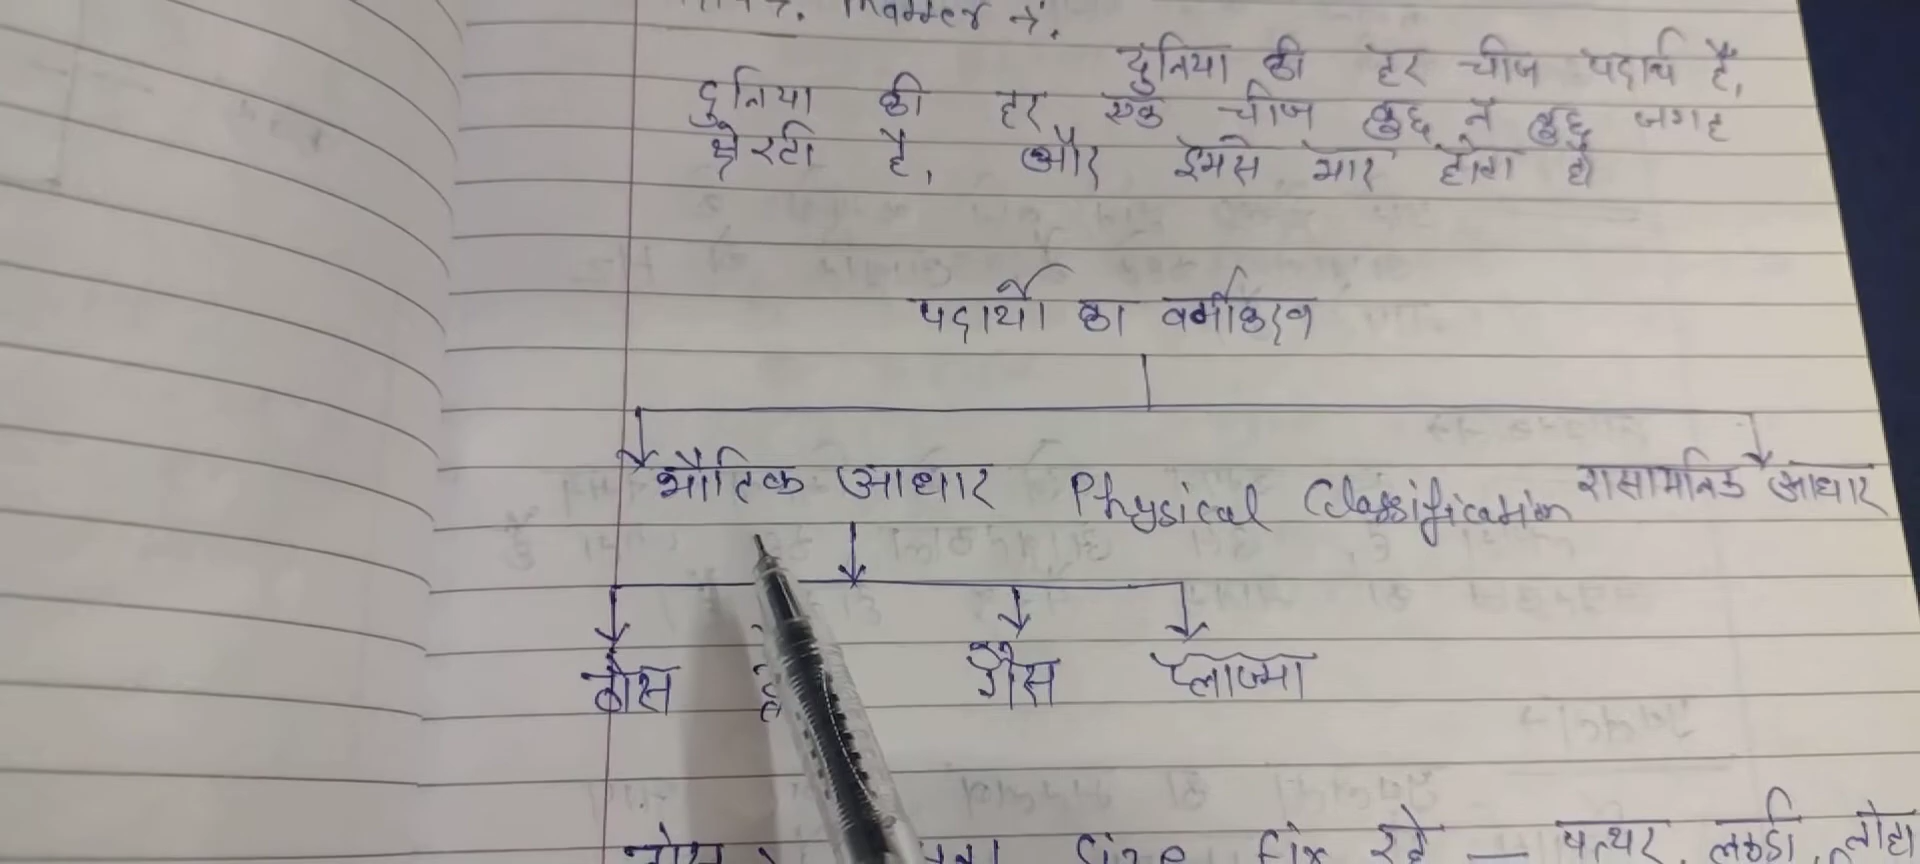 Matter →.
दुनिया की हर चीज पदार्थ है,
दुनिया की हर एक चीज कुछ न कुछ जगह
घेरती है, और इसमे भार होता है
पदार्थो का वर्गीकरण
भौतिक आधार Physical Classification रासायनिक आधार
ठोस गैस प्लाज्मा
size fix रहे — पत्थर, लकडी, लोहा